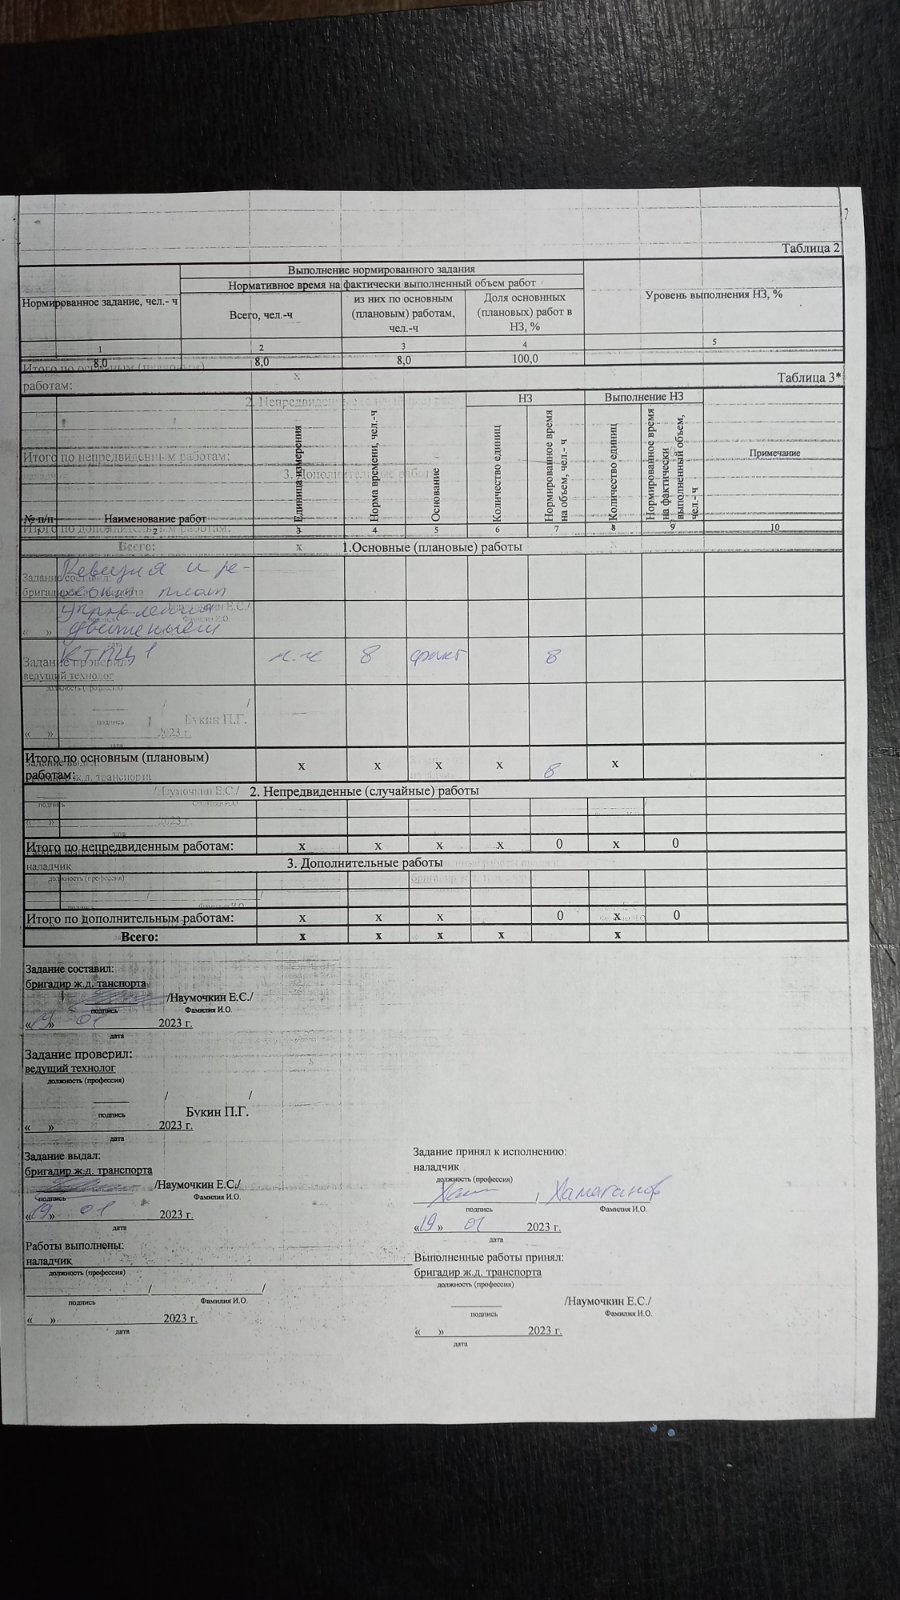 Таблица 2
Нормированное задание, чел.- ч
Выполнение нормированного задания
Нормативное время на фактически выполненный объем работ
Всего, чел.-ч
из них по основным (плановым) работам, чел.-ч
Доля основнных (плановых) работ в НЗ, %
Уровень выполнения НЗ, %
1 2 3 4 5
8,0 8,0 8,0 100,0
Таблица 3*
№ п/п
Наименование работ
Единица измерения
Норма времени, чел.-ч
Основание
НЗ
Количество единиц
Нормированное время на объем, чел.- ч
Выполнение НЗ
Количество единиц
Нормированное время на фактически выполненный объем, чел.- ч
Примечание
2 3 4 5 6 7 8 9 10
1.Основные (плановые) работы
Ревизия и ре-
плат
управления
движением
КТПЦ 1 н.ч 8 факт 8
Итого по основным (плановым) работам: х х х х 8 х
2. Непредвиденные (случайные) работы
Итого по непредвиденным работам: х х х х 0 х 0
3. Дополнительные работы
Итого по дополнительным работам: х х х 0 х 0
Всего: х х х х х
Задание составил:
бригадир ж.д. танспорта
/Наумочкин Е.С./
подпись Фамилия И.О.
«19» 01 2023 г.
дата
Задание проверил:
ведущий технолог
должность (профессия)
/ /
подпись Букин П.Г.
« » 2023 г.
дата
Задание выдал:
бригадир ж.д. транспорта
/Наумочкин Е.С./
подпись Фамилия И.О.
«19» 01 2023 г.
дата
Работы выполнены:
наладчик
должность (профессия)
/ /
подпись Фамилия И.О.
« » 2023 г.
дата
Задание принял к исполнению:
наладчик
должность (профессия)
Хаматанов
подпись Фамилия И.О.
«19» 01 2023 г.
дата
Выполненные работы принял:
бригадир ж.д. транспорта
должность (профессия)
/Наумочкин Е.С./
подпись Фамилия И.О.
« » 2023 г.
дата